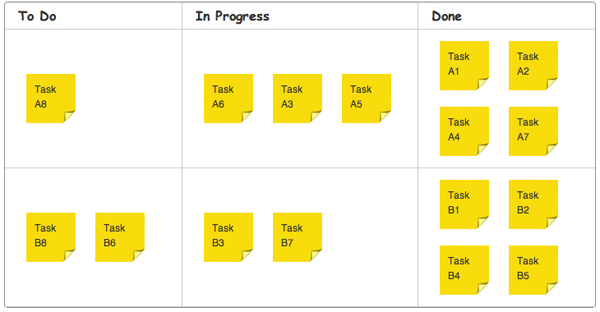 To Do
In Progress
Done
Task
A8
Task
A6
Task
A3
Task
A5
Task
A1
Task
A2
Task
A4
Task
A7
Task
B8
Task
B6
Task
B3
Task
B7
Task
B1
Task
B2
Task
B4
Task
B5